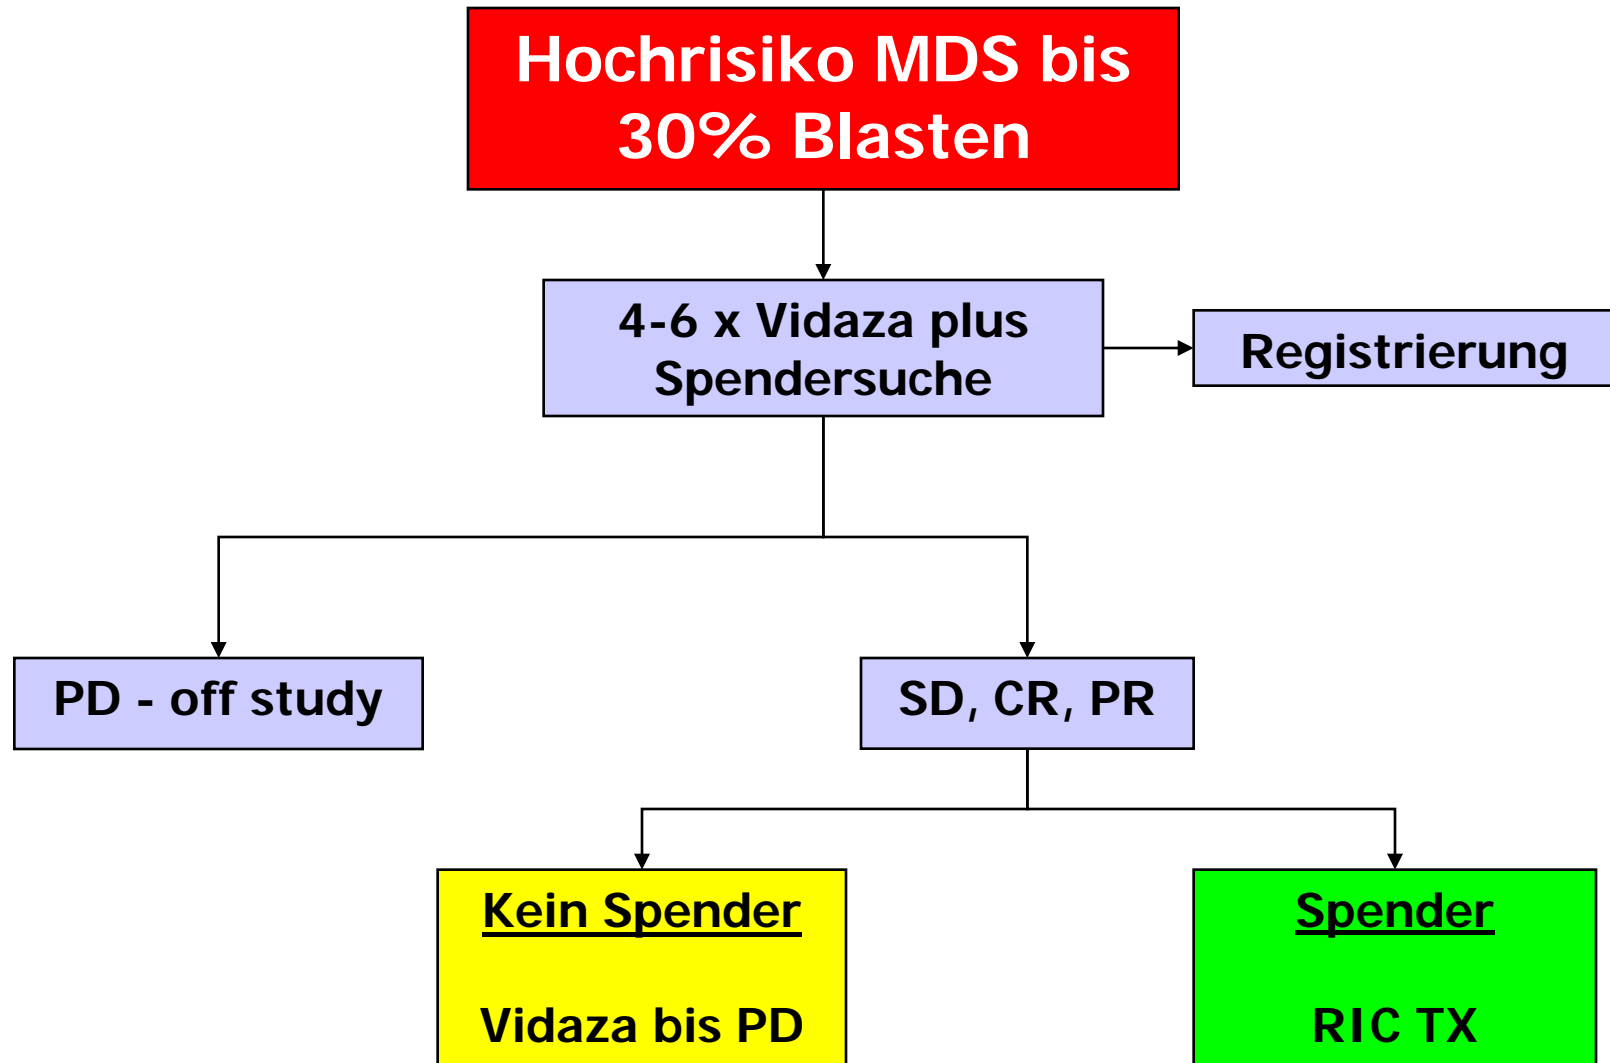 Hochrisiko MDS bis
30% Blasten
4-6 x Vidaza plus
Spendersuche
Registrierung
PD - off study
SD, CR, PR
Kein Spender
Vidaza bis PD
Spender
RIC TX